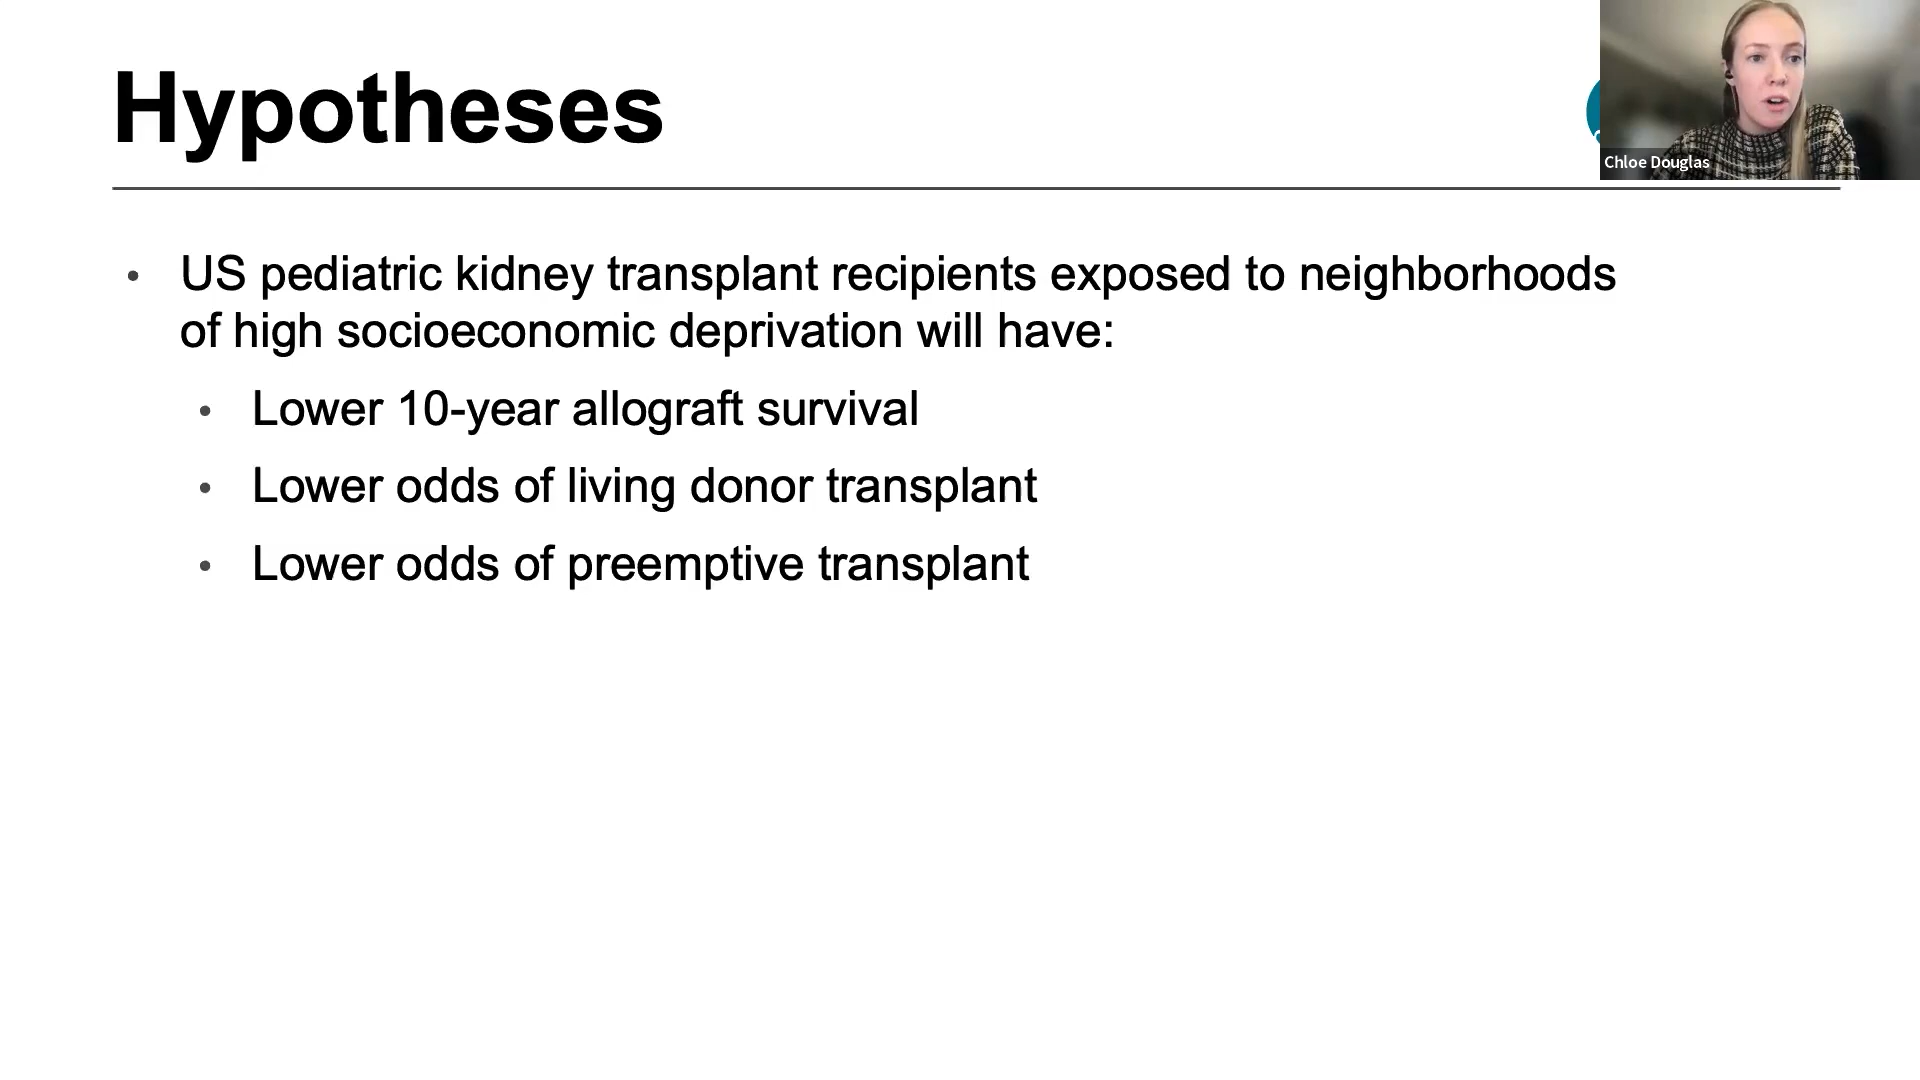 Hypotheses
Chloe Douglas
• US pediatric kidney transplant recipients exposed to neighborhoods
of high socioeconomic deprivation will have:
• Lower 10-year allograft survival
• Lower odds of living donor transplant
• Lower odds of preemptive transplant